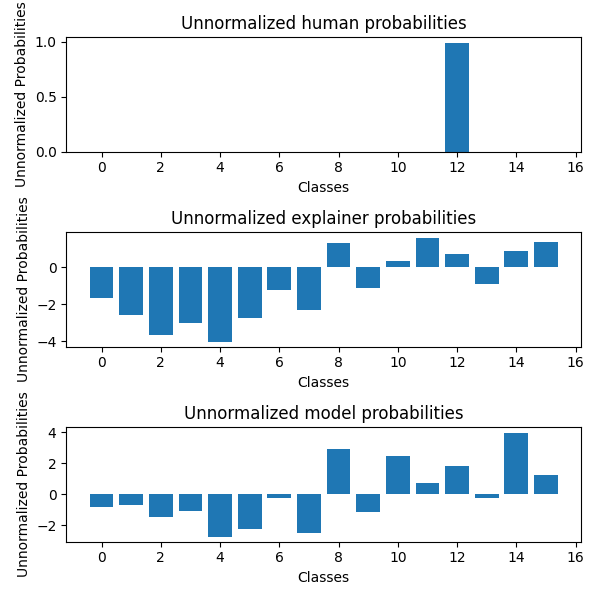 Unnormalized human probabilities
Unnormalized Probabilities
1.0
0.5
0.0
0 2 4 6 8 10 12 14 16
Classes
Unnormalized explainer probabilities
Unnormalized Probabilities
0
−2
−4
0 2 4 6 8 10 12 14 16
Classes
Unnormalized model probabilities
Unnormalized Probabilities
4
2
0
−2
0 2 4 6 8 10 12 14 16
Classes